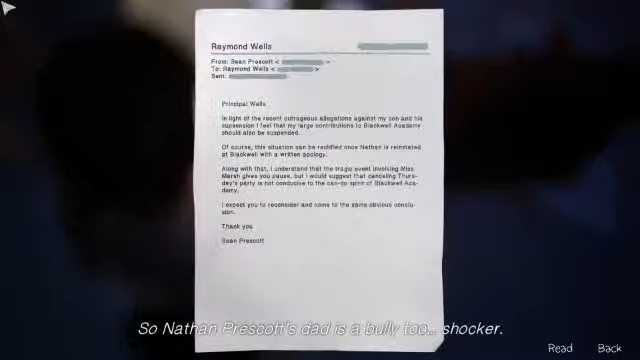 Raymond Wells
From: Sean Prescott < >
To: Raymond Wells < >
Sent:
Principal Wells
In light of the recent outrageous allegations against my son and his
suspension I feel that my large contributions to Blackwell Academy
should also be suspended.
Of course, this situation can be rectified once Nathan is reinstated
at Blackwell with a written apology.
Along with that, I understand that the tragic event involving Miss
Marsh gives you pause, but I would suggest that canceling Thurs-
day's party is not conducive to the can-do spirit of Blackwell Aca-
demy.
I expect you to reconsider and come to the same obvious conclu-
sion.
Thank you
Sean Prescott
So Nathan Prescott's dad is a bully too... shocker.
Read Back